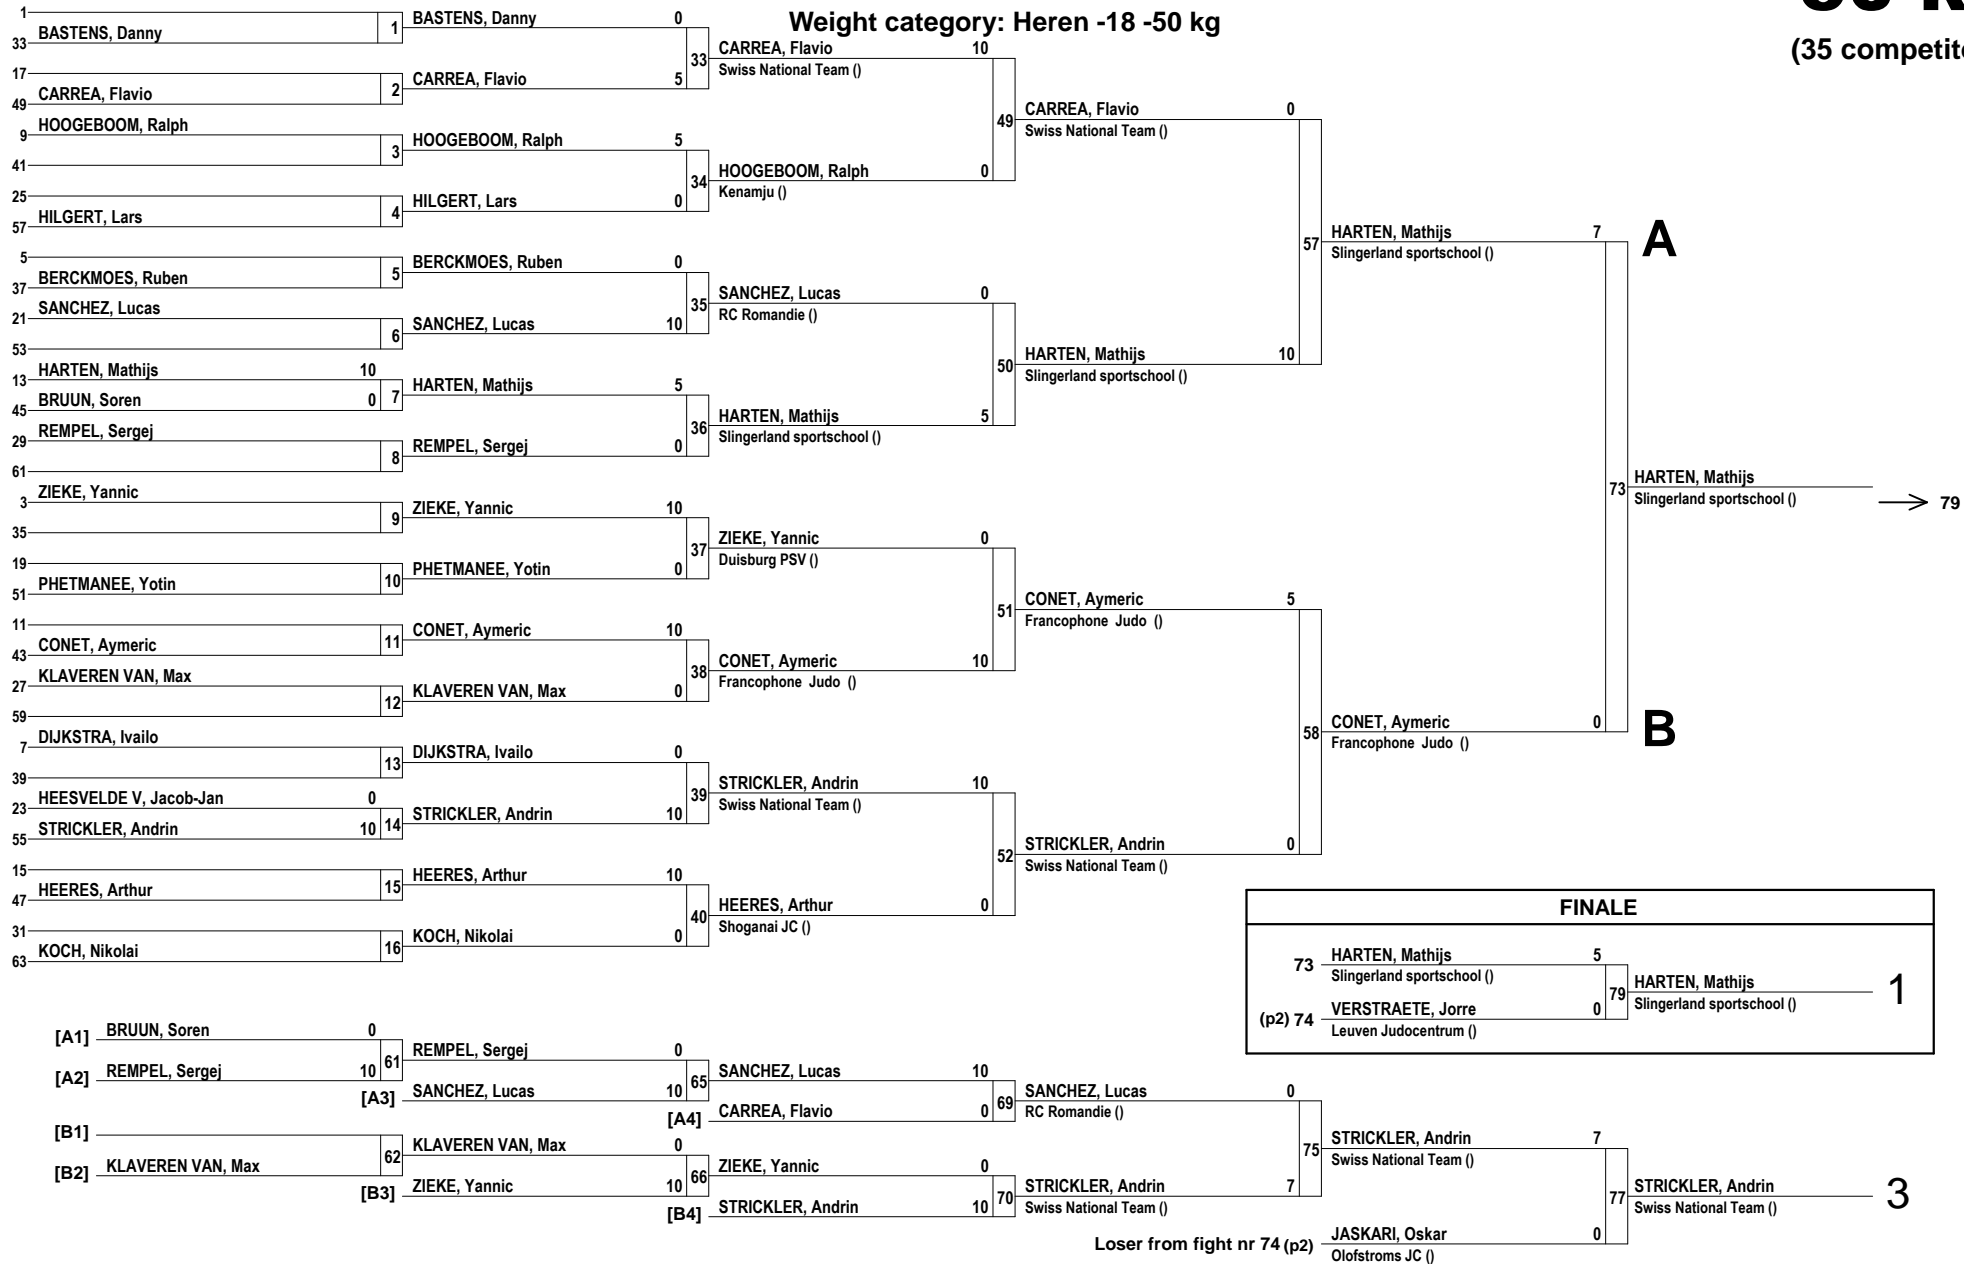 Weight category: Heren -18 -50 kg
(35 competit
1
33 BASTENS, Danny
1
17
49 CARREA, Flavio
2
9 HOOGEBOOM, Ralph
41
3
25
57 HILGERT, Lars
4
5
37 BERCKMOES, Ruben
5
21 SANCHEZ, Lucas
53
6
13 HARTEN, Mathijs 10
45 BRUUN, Soren 0
7
29 REMPEL, Sergej
61
8
3 ZIEKE, Yannic
35
9
19
51 PHETMANEE, Yotin
10
11
43 CONET, Aymeric
11
27 KLAVEREN VAN, Max
59
12
7 DIJKSTRA, Ivailo
39
13
23 HEESVELDE V, Jacob-Jan 0
55 STRICKLER, Andrin 10
14
15
47 HEERES, Arthur
15
31
63 KOCH, Nikolai
16
BASTENS, Danny 0
CARREA, Flavio 5
33
HOOGEBOOM, Ralph 5
HILGERT, Lars 0
34
BERCKMOES, Ruben 0
SANCHEZ, Lucas 10
35
HARTEN, Mathijs 5
REMPEL, Sergej 0
36
ZIEKE, Yannic 10
PHETMANEE, Yotin 0
37
CONET, Aymeric 10
KLAVEREN VAN, Max 0
38
DIJKSTRA, Ivailo 0
STRICKLER, Andrin 10
39
HEERES, Arthur 10
KOCH, Nikolai 0
40
CARREA, Flavio 10
Swiss National Team ()
HOOGEBOOM, Ralph 0
Kenamju ()
49
SANCHEZ, Lucas 0
RC Romandie ()
HARTEN, Mathijs 5
Slingerland sportschool ()
50
ZIEKE, Yannic 0
Duisburg PSV ()
CONET, Aymeric 10
Francophone Judo ()
51
STRICKLER, Andrin 10
Swiss National Team ()
HEERES, Arthur 0
Shoganai JC ()
52
CARREA, Flavio 0
Swiss National Team ()
HARTEN, Mathijs 10
Slingerland sportschool ()
57
CONET, Aymeric 5
Francophone Judo ()
STRICKLER, Andrin 0
Swiss National Team ()
58
HARTEN, Mathijs 7
Slingerland sportschool ()
A
CONET, Aymeric 0
Francophone Judo ()
B
73
HARTEN, Mathijs
Slingerland sportschool ()
79
FINALE
73 HARTEN, Mathijs 5
Slingerland sportschool ()
(p2) 74 VERSTRAETE, Jorre 0
Leuven Judocentrum ()
79
HARTEN, Mathijs
Slingerland sportschool ()
1
[A1] BRUUN, Soren 0
[A2] REMPEL, Sergej 10
61
REMPEL, Sergej 0
[A3] SANCHEZ, Lucas 10
65
SANCHEZ, Lucas 10
[A4] CARREA, Flavio 0
69
[B1]
[B2] KLAVEREN VAN, Max
62
KLAVEREN VAN, Max 0
[B3] ZIEKE, Yannic 10
66
ZIEKE, Yannic 0
[B4] STRICKLER, Andrin 10
70
SANCHEZ, Lucas 0
RC Romandie ()
STRICKLER, Andrin 7
Swiss National Team ()
75
STRICKLER, Andrin 7
Swiss National Team ()
Loser from fight nr 74 (p2) JASKARI, Oskar 0
Olofstroms JC ()
77
STRICKLER, Andrin
Swiss National Team ()
3